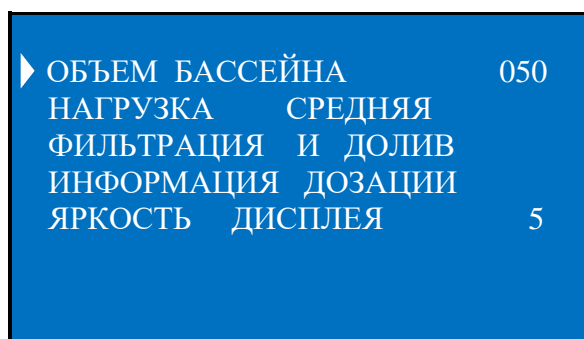 ОБЪЕМ БАССЕЙНА 050
НАГРУЗКА СРЕДНЯЯ
ФИЛЬТРАЦИЯ И ДОЛИВ
ИНФОРМАЦИЯ ДОЗАЦИИ
ЯРКОСТЬ ДИСПЛЕЯ 5